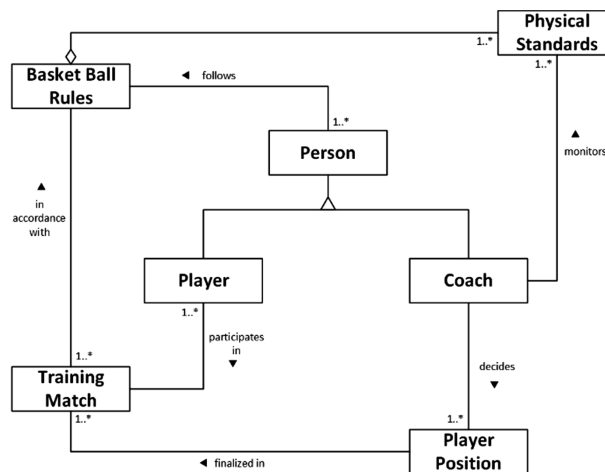 Physical
Standards
1..*
1..*
Basket Ball
Rules
◄ follows
1..*
Person
▲
monitors
▲
in
accordance
with
Player
Coach
1..*
participates
in
▼
decides
▼
1..*
Training
Match
1..*
1..*
Player
Position
◄ finalized in